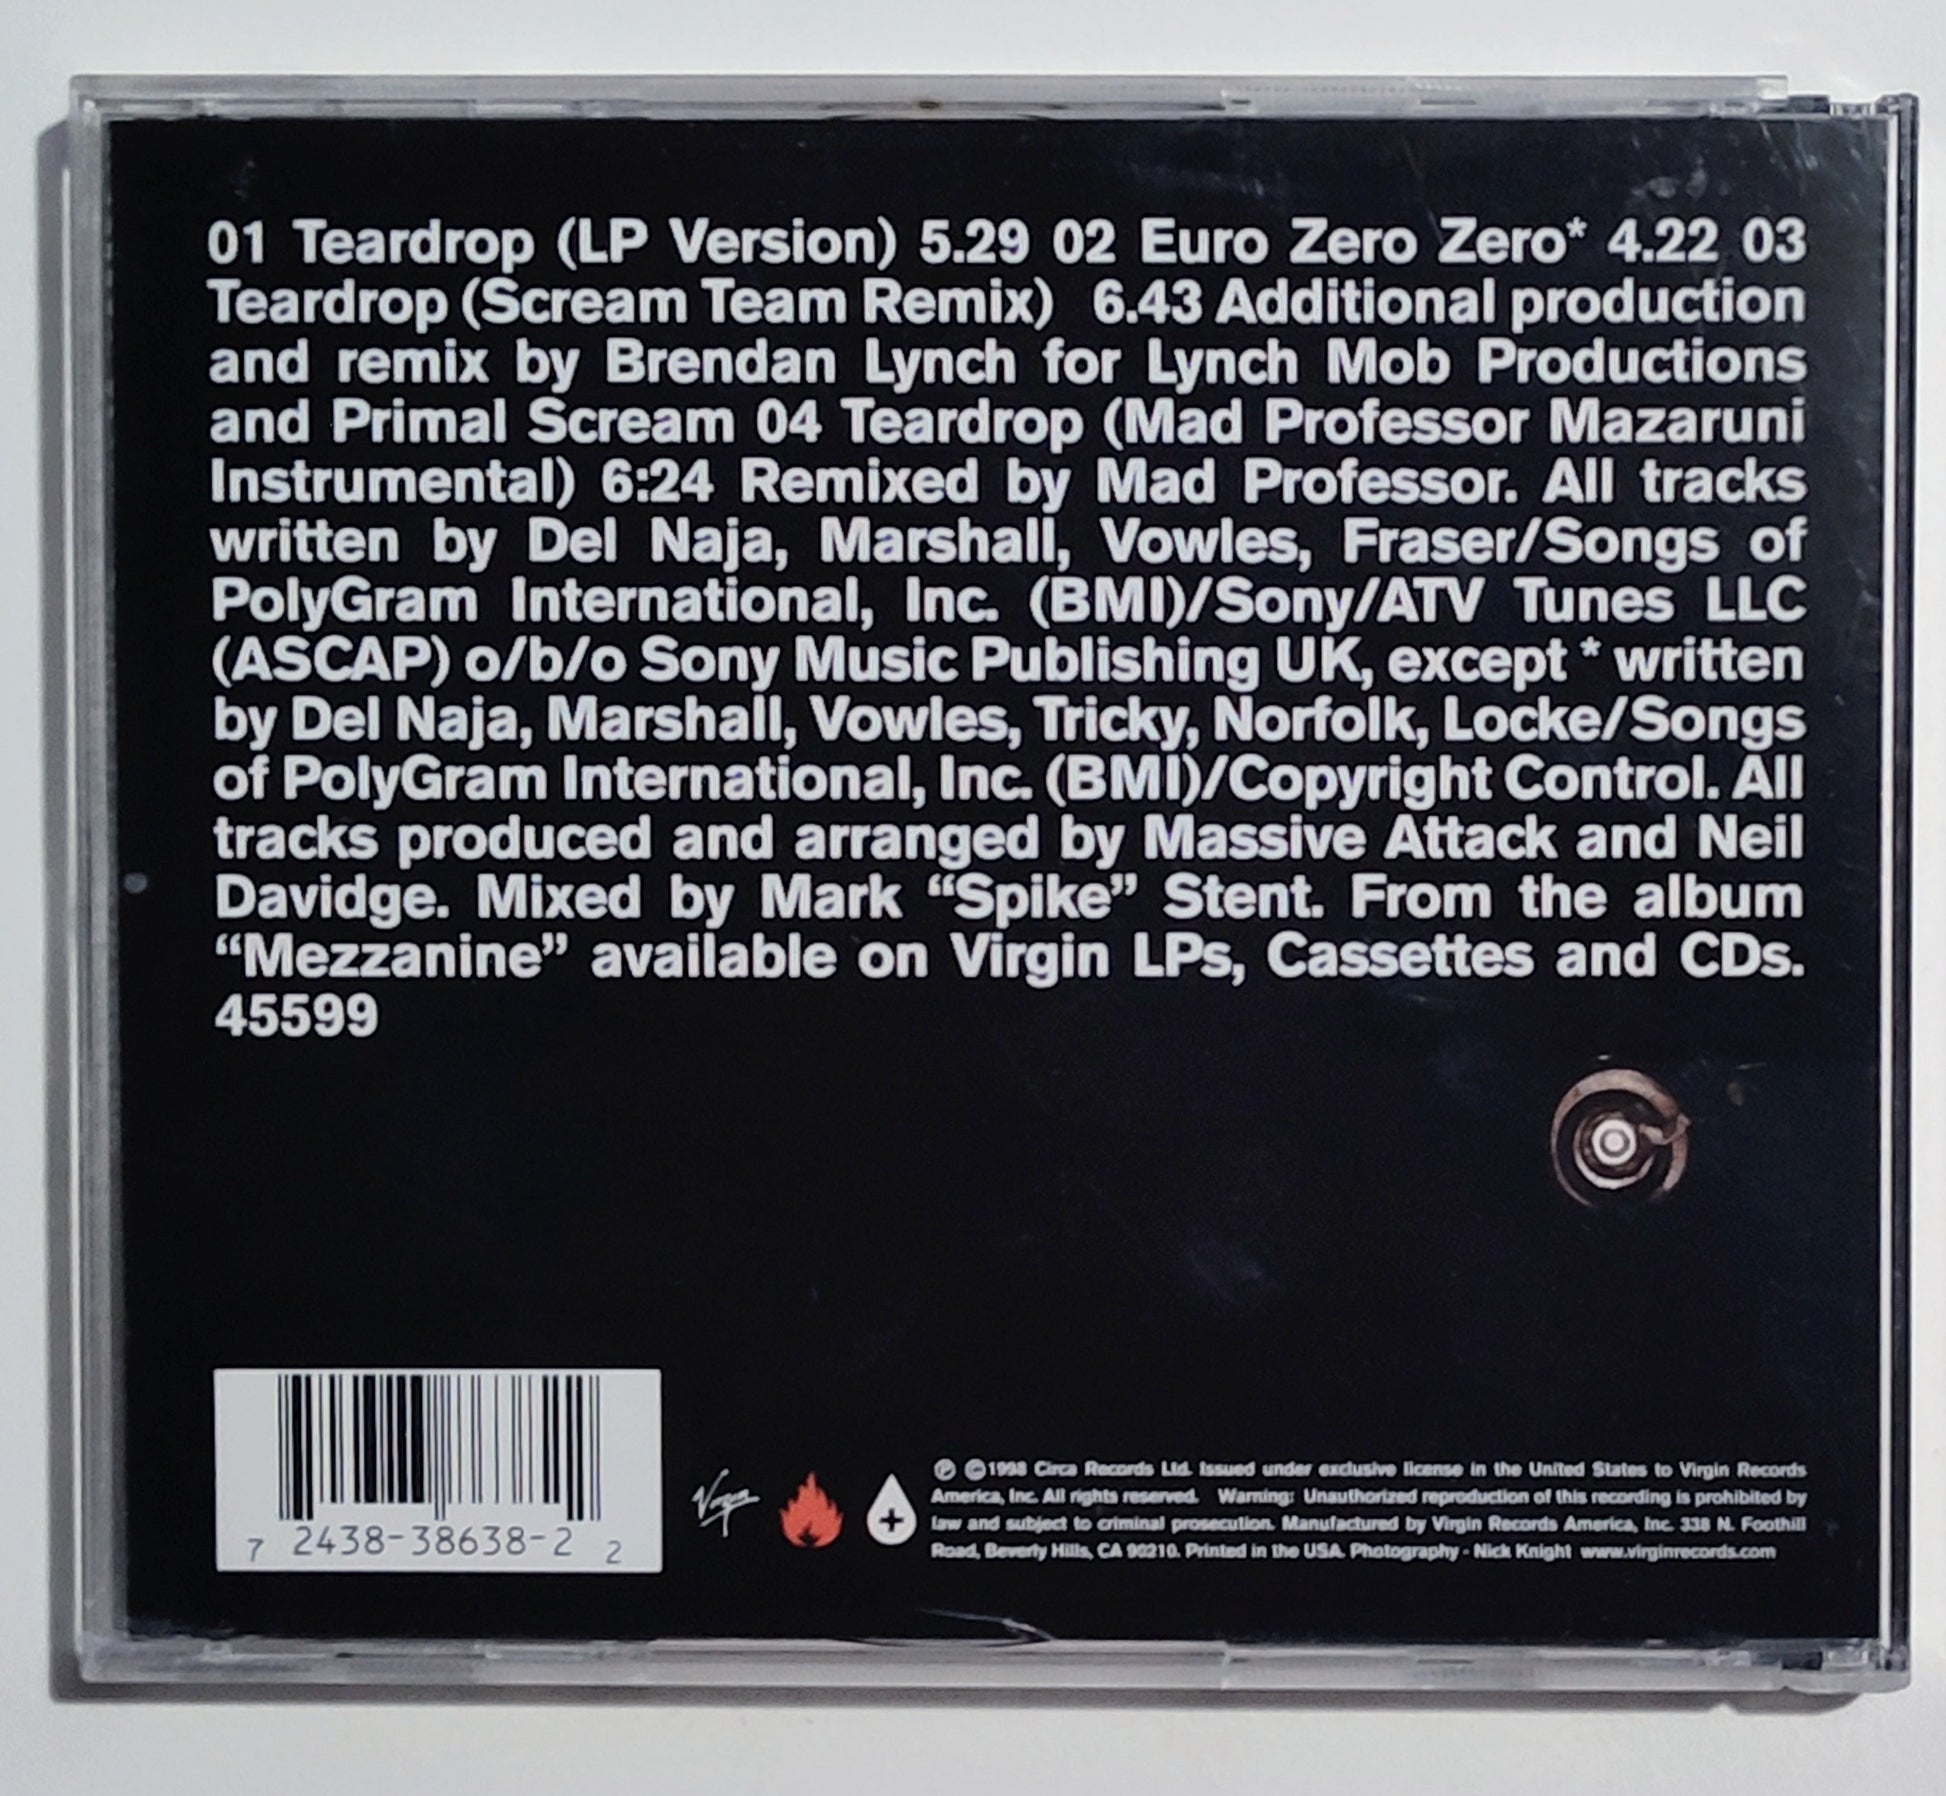 01 Teardrop (LP Version) 5.29 02 Euro Zero Zero* 4.22 03
Teardrop (Scream Team Remix) 6.43 Additional production
and remix by Brendan Lynch for Lynch Mob Productions
and Primal Scream 04 Teardrop (Mad Professor Mazaruni
Instrumental) 6:24 Remixed by Mad Professor. All tracks
written by Del Naja, Marshall, Vowles, Fraser/Songs of
PolyGram International, Inc. (BMI)/Sony/ATV Tunes LLC
(ASCAP) o/b/o Sony Music Publishing UK, except * written
by Del Naja, Marshall, Vowles, Tricky, Norfolk, Locke/Songs
of PolyGram International, Inc. (BMI)/Copyright Control. All
tracks produced and arranged by Massive Attack and Neil
Davidge. Mixed by Mark “Spike” Stent. From the album
“Mezzanine” available on Virgin LPs, Cassettes and CDs.
45599
7 2438-38638-2 2
Virgin
℗ ©1998 Circa Records Ltd. Issued under exclusive license in the United States to Virgin Records
America, Inc. All rights reserved. Warning: Unauthorized reproduction of this recording is prohibited by
law and subject to criminal prosecution. Manufactured by Virgin Records America, Inc. 338 N. Foothill
Road, Beverly Hills, CA 90210. Printed in the USA. Photography - Nick Knight www.virginrecords.com